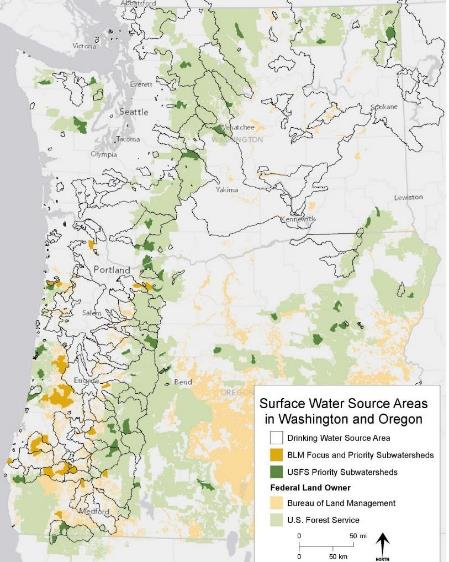 Abbotsford
Victoria
Everett
Seattle
Spokane
Wenatchee
WASHINGTON
Tacoma
Olympia
Yakima
Lewiston
Kennewick
Portland
Salem
Eugene
Bend
OREGON
Medford
Surface Water Source Areas
in Washington and Oregon
Drinking Water Source Area
BLM Focus and Priority Subwatersheds
USFS Priority Subwatersheds
Federal Land Owner
Bureau of Land Management
U.S. Forest Service
0 50 mi
0 50 km
NORTH